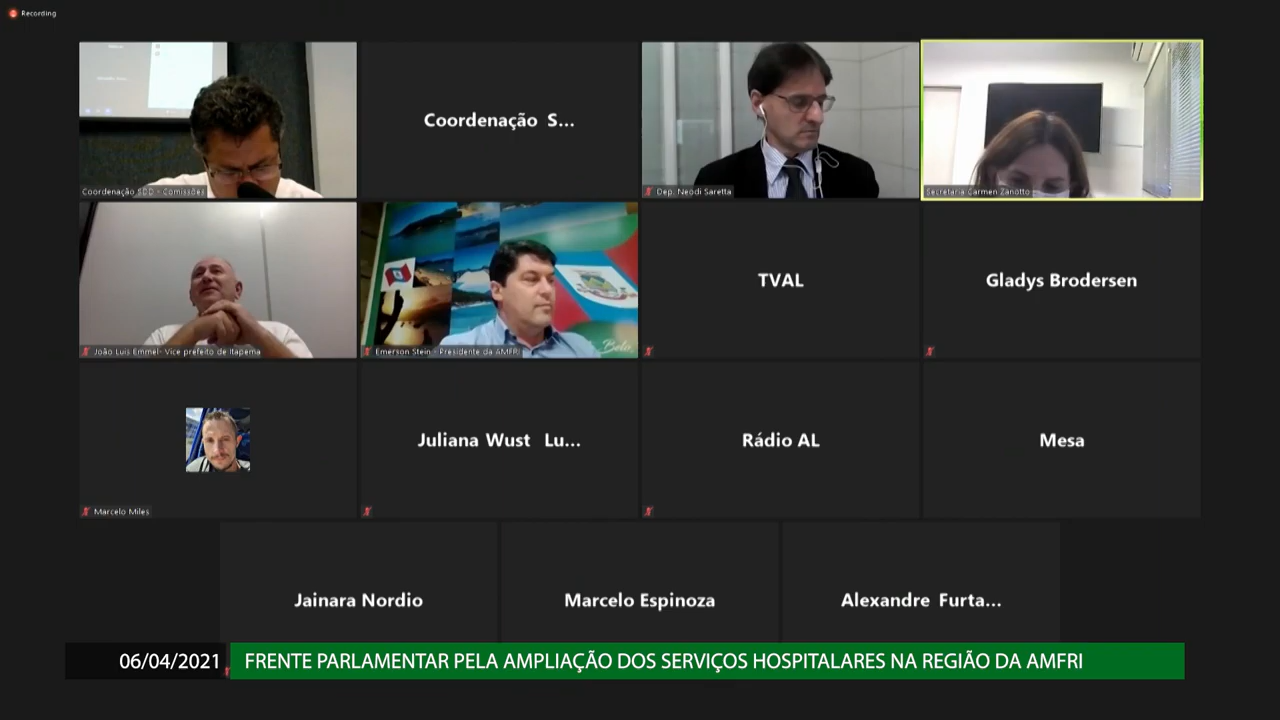 Recording
Coordenação SDD - Comissões
Coordenação S...
Dep. Neodi Saretta
Secretaria Carmen Zanotto
João Luis Emmel- Vice prefeito de Itapema
Emerson Stein - Presidente da AMFRI
Belo
TVAL
Gladys Brodersen
Marcelo Miles
Juliana Wust Lu...
Rádio AL
Mesa
Jainara Nordio
Marcelo Espinoza
Alexandre Furta...
06/04/2021
FRENTE PARLAMENTAR PELA AMPLIAÇÃO DOS SERVIÇOS HOSPITALARES NA REGIÃO DA AMFRI